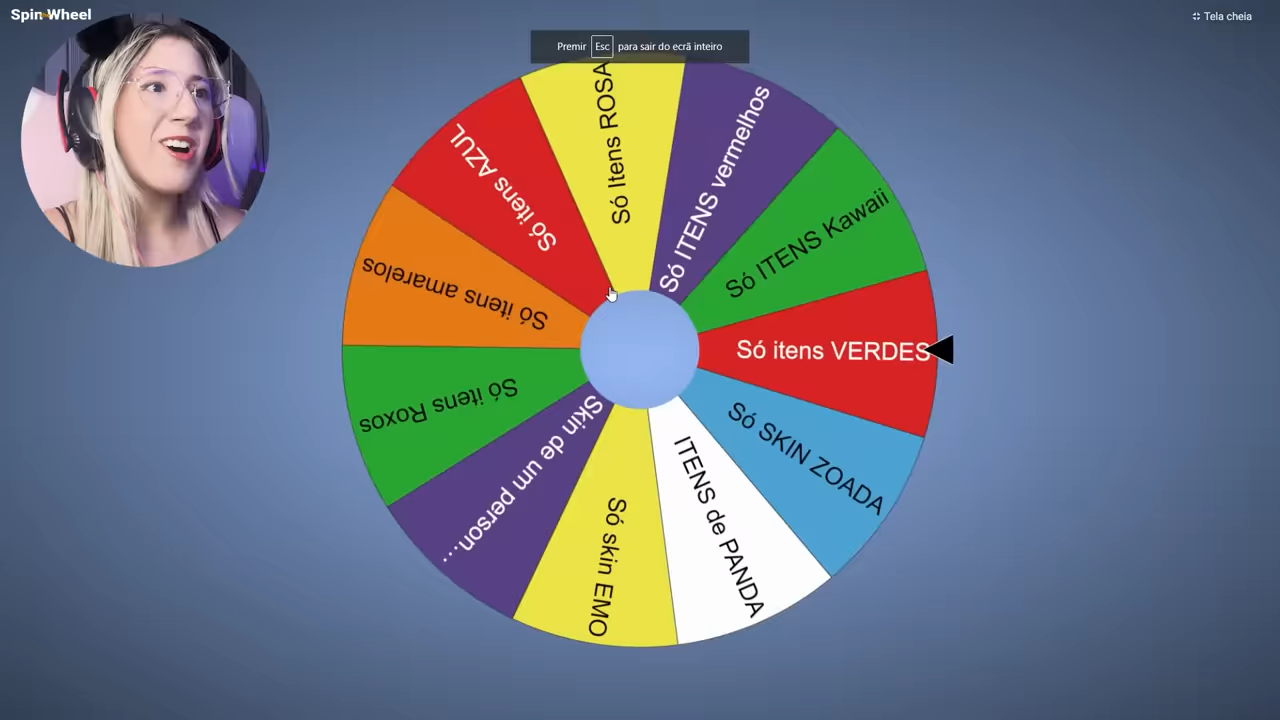 Spin Wheel
Tela cheia
Premir Esc para sair do ecrã inteiro
Só Itens ROSA
Só ITENS vermelhos
Só ITENS Kawaii
Só itens VERDES
Só SKIN ZOADA
ITENS de PANDA
Só skin EMO
Skin de um person...
Só itens Roxos
Só itens amarelos
Só itens AZUL